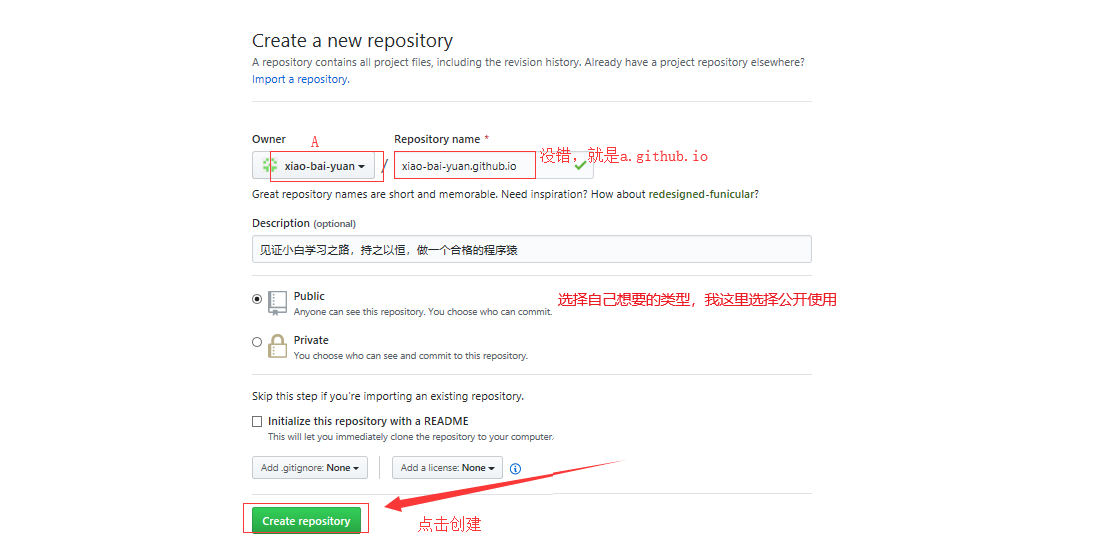 Create a new repository
A repository contains all project files, including the revision history. Already have a project repository elsewhere?
Import a repository.
Owner
A
Repository name *
xiao-bai-yuan
/
xiao-bai-yuan.github.io
没错，就是a.github.io
Great repository names are short and memorable. Need inspiration? How about redesigned-funicular?
Description (optional)
见证小白学习之路，持之以恒，做一个合格的程序猿
Public
选择自己想要的类型，我这里选择公开使用
Anyone can see this repository. You choose who can commit.
Private
You choose who can see and commit to this repository.
Skip this step if you're importing an existing repository.
Initialize this repository with a README
This will let you immediately clone the repository to your computer.
Add .gitignore: None
Add a license: None
Create repository
点击创建